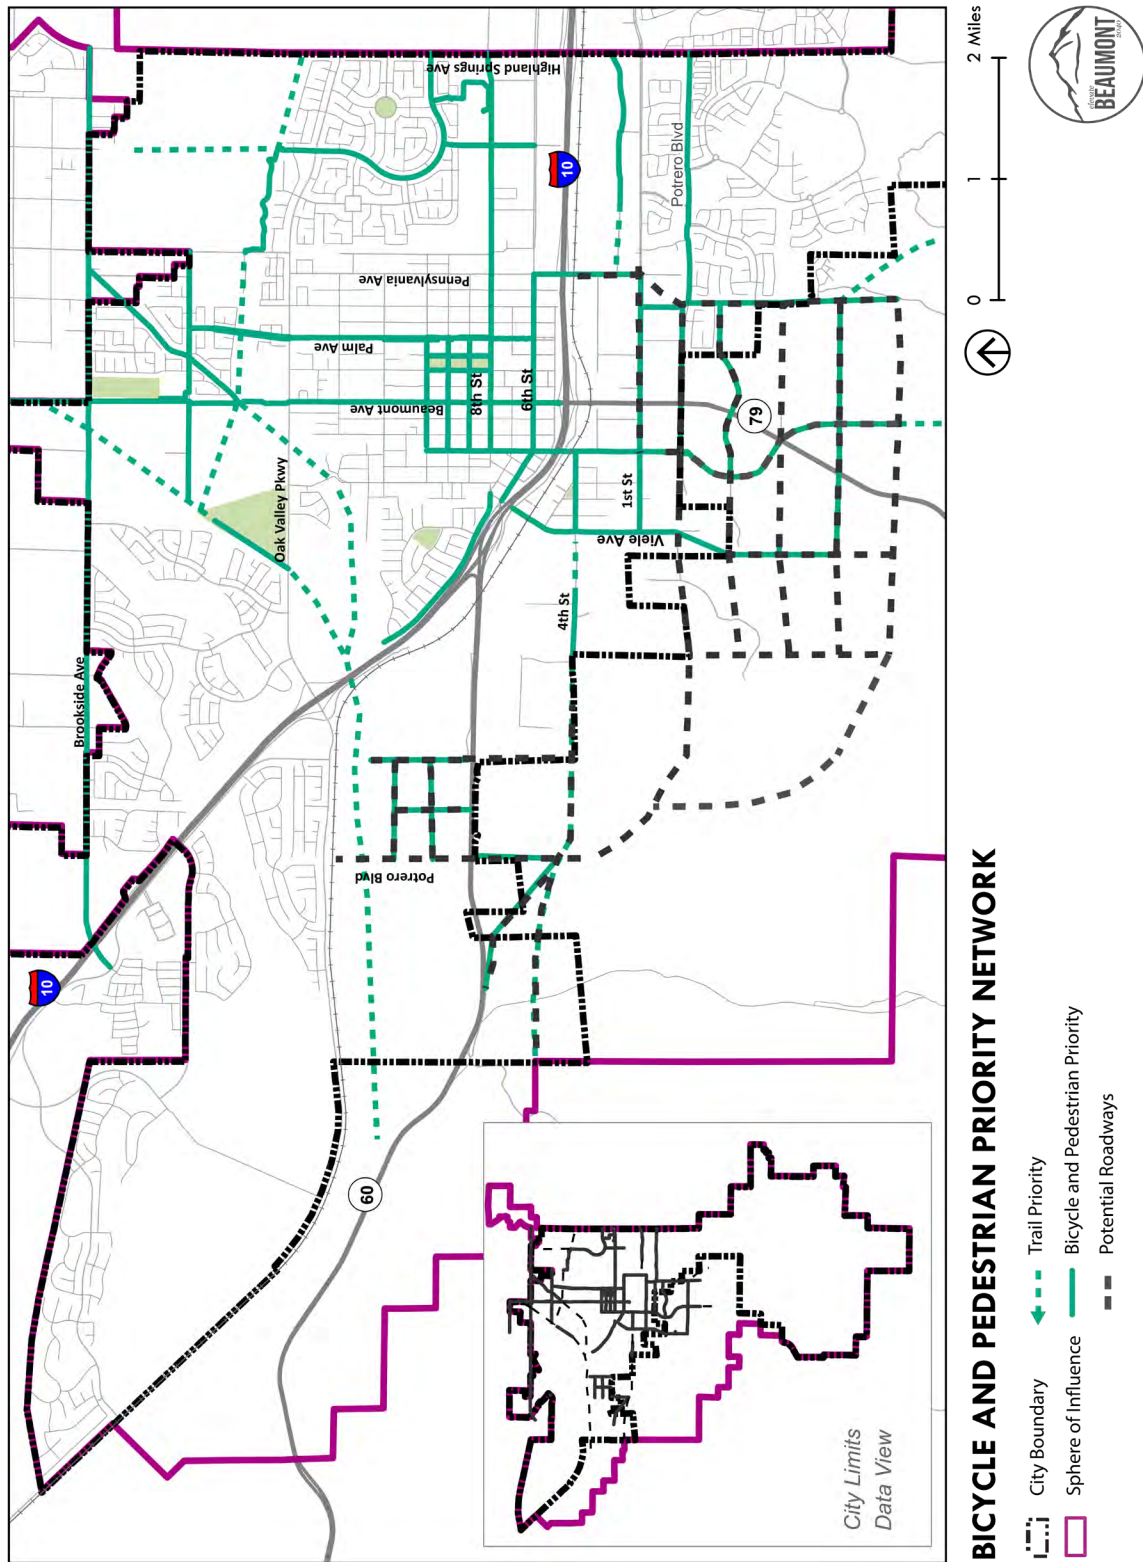 10
Brookside Ave
Oak Valley Pkwy
Beaumont Ave
Palm Ave
Pennsylvania Ave
Highland Springs Ave
8th St
6th St
10
60
Potrero Blvd
4th St
Viele Ave
1st St
79
Potrero Blvd
City Limits
Data View
BICYCLE AND PEDESTRIAN PRIORITY NETWORK
City Boundary
Sphere of Influence
Trail Priority
Bicycle and Pedestrian Priority
Potential Roadways
0 1 2 Miles
elevate
BEAUMONT
2040